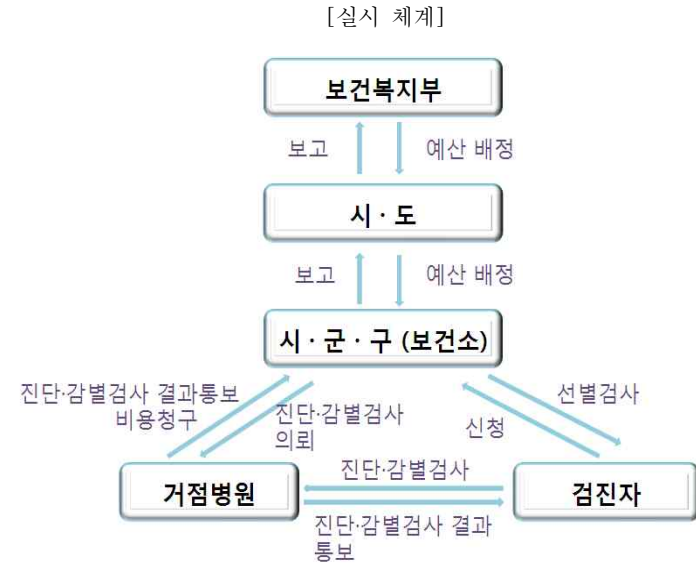 [실시 체계]
보건복지부
보고
예산 배정
시 · 도
보고
예산 배정
시 · 군 · 구 (보건소)
진단·감별검사 결과통보
비용청구
진단·감별검사
의뢰
신청
선별검사
거점병원
진단·감별검사
검진자
진단·감별검사 결과
통보